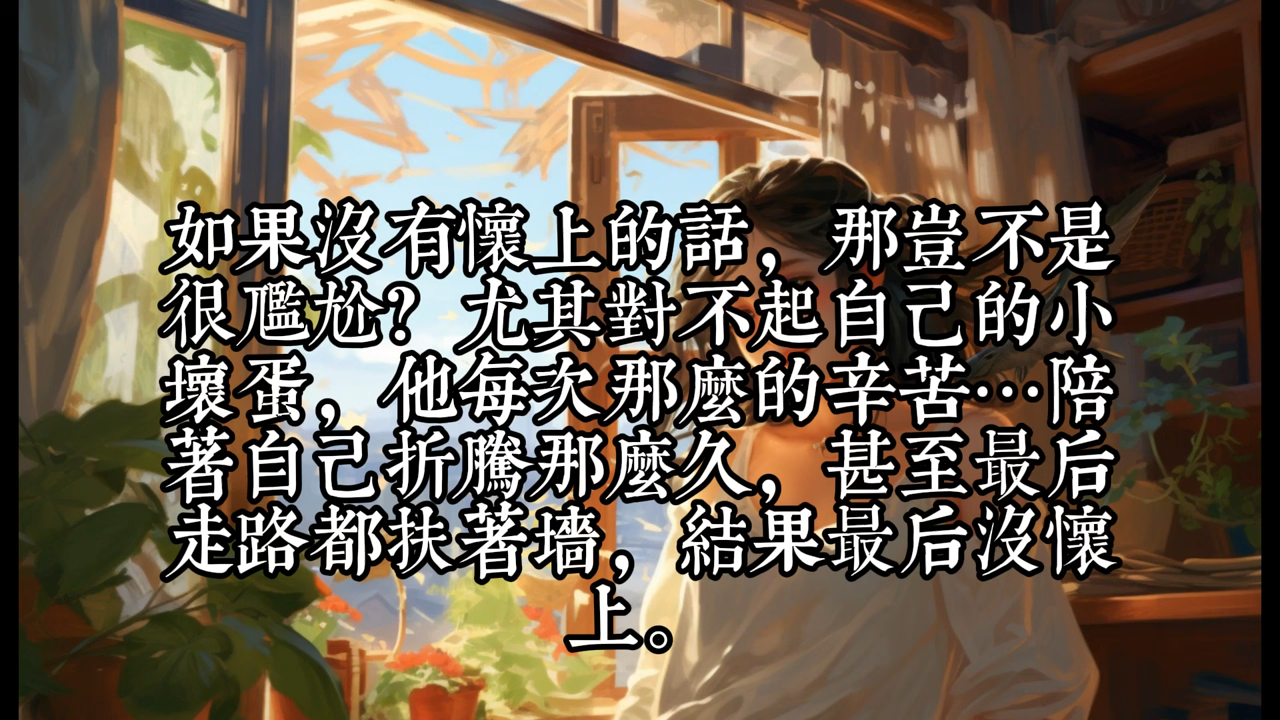 如果沒有懷上的話，那豈不是
很尷尬？尤其對不起自己的小
壞蛋，他每次那麼的辛苦…陪
著自己折騰那麼久，甚至最后
走路都扶著墻，結果最后沒懷
上。